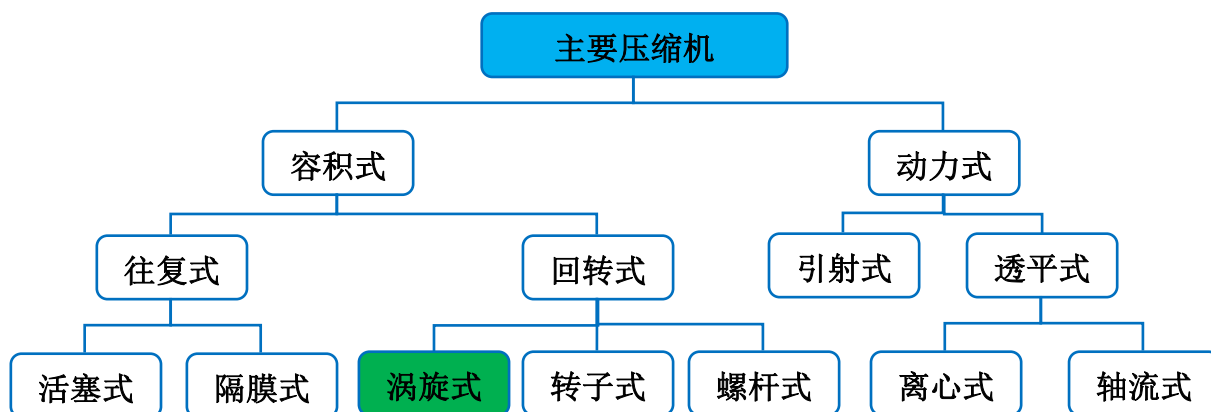 主要压缩机
容积式
动力式
往复式
回转式
引射式
透平式
活塞式
隔膜式
涡旋式
转子式
螺杆式
离心式
轴流式